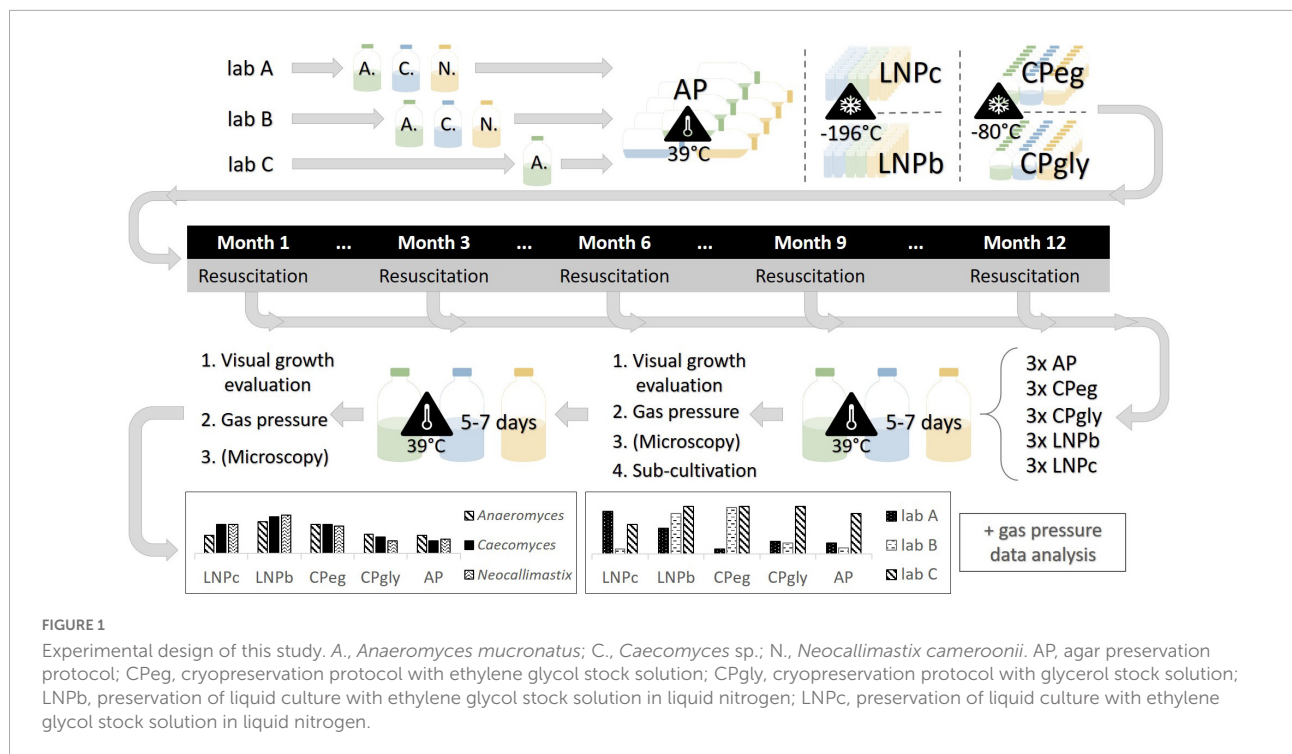 lab A
A. C. N.
lab B
A. C. N.
lab C
A.
AP
39°C
LNPc
-196°C
LNPb
CPeg
-80°C
CPgly
Month 1 ... Month 3 ... Month 6 ... Month 9 ... Month 12
Resuscitation Resuscitation Resuscitation Resuscitation Resuscitation
1. Visual growth
evaluation
2. Gas pressure
3. (Microscopy)
39°C
5-7 days
1. Visual growth
evaluation
2. Gas pressure
3. (Microscopy)
4. Sub-cultivation
39°C
5-7 days
3x AP
3x CPeg
3x CPgly
3x LNPb
3x LNPc
Anaeromyces
Caecomyces
Neocallimastix
LNPc LNPb CPeg CPgly AP
lab A
lab B
lab C
LNPc LNPb CPeg CPgly AP
+ gas pressure
data analysis
FIGURE 1
Experimental design of this study. A., Anaeromyces mucronatus; C., Caecomyces sp.; N., Neocallimastix cameroonii. AP, agar preservation
protocol; CPeg, cryopreservation protocol with ethylene glycol stock solution; CPgly, cryopreservation protocol with glycerol stock solution;
LNPb, preservation of liquid culture with ethylene glycol stock solution in liquid nitrogen; LNPc, preservation of liquid culture with ethylene
glycol stock solution in liquid nitrogen.